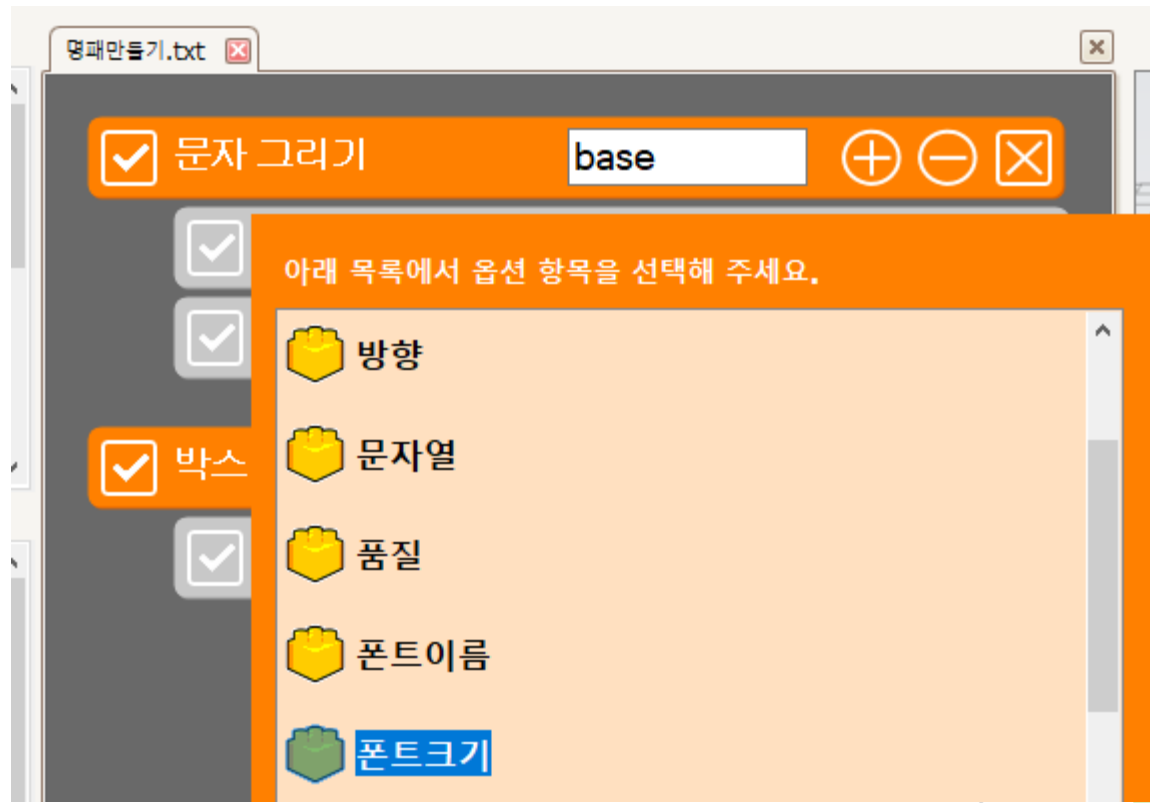 명패만들기.txt
문자 그리기 base
아래 목록에서 옵션 항목을 선택해 주세요.
방향
박스
문자열
품질
폰트이름
폰트크기